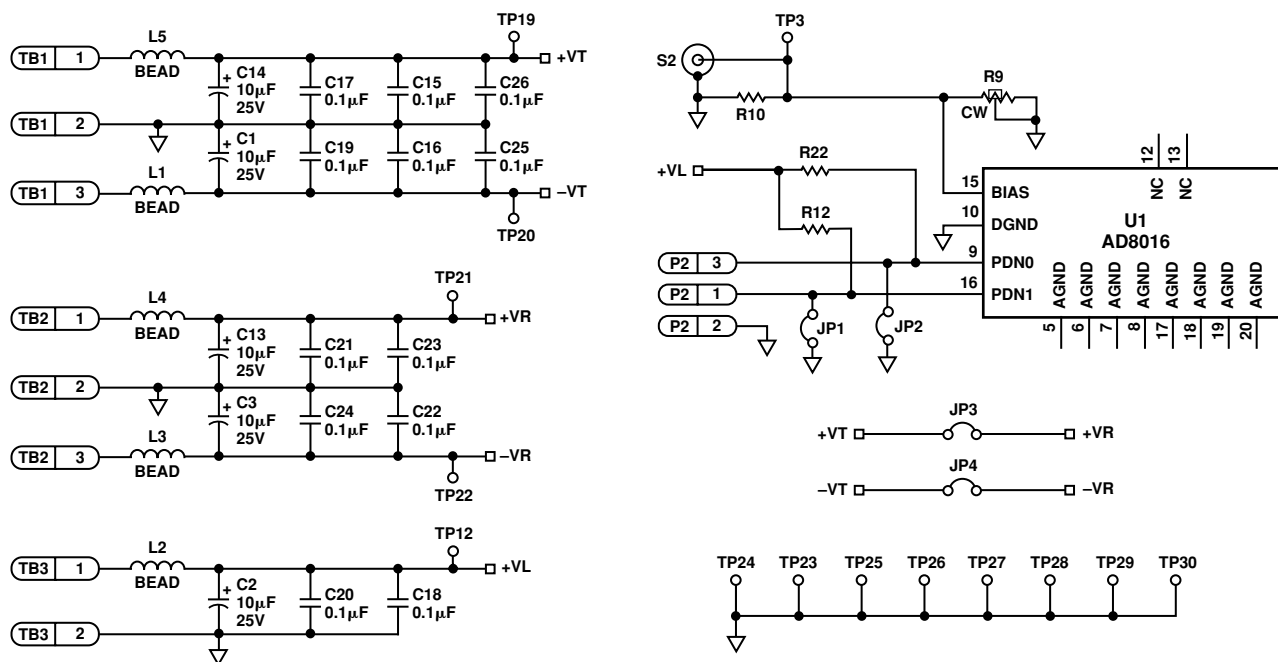 TP19
L5
TB1 1
BEAD
+VT
+ C14
10µF
25V
C17
0.1µF
C15
0.1µF
C26
0.1µF
TB1 2
+ C1
10µF
25V
C19
0.1µF
C16
0.1µF
C25
0.1µF
L1
TB1 3
BEAD
–VT
TP20
TP21
L4
TB2 1
BEAD
+VR
+ C13
10µF
25V
C21
0.1µF
C23
0.1µF
TB2 2
+ C3
10µF
25V
C24
0.1µF
C22
0.1µF
L3
TB2 3
BEAD
–VR
TP22
TP12
L2
TB3 1
BEAD
+VL
+ C2
10µF
25V
C20
0.1µF
C18
0.1µF
TB3 2
TP3
S2
R10
R9
CW
+VL
R22
R12
12
13
NC
NC
15 BIAS
10 DGND
U1
AD8016
9 PDN0
16 PDN1
AGND
AGND
AGND
AGND
AGND
AGND
AGND
AGND
5
6
7
8
17
18
19
20
P2 3
P2 1
P2 2
JP1
JP2
JP3
+VT
+VR
JP4
–VT
–VR
TP24 TP23 TP25 TP26 TP27 TP28 TP29 TP30